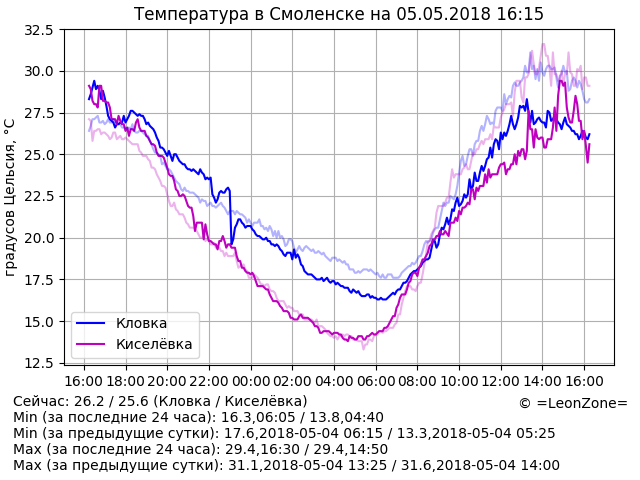 Температура в Смоленске на 05.05.2018 16:15
32.5
30.0
27.5
25.0
22.5
20.0
17.5
15.0
12.5
градусов Цельсия, °C
Кловка
Киселёвка
16:00 18:00 20:00 22:00 00:00 02:00 04:00 06:00 08:00 10:00 12:00 14:00 16:00
Сейчас: 26.2 / 25.6 (Кловка / Киселёвка)
© =LeonZone=
Min (за последние 24 часа): 16.3,06:05 / 13.8,04:40
Min (за предыдущие сутки): 17.6,2018-05-04 06:15 / 13.3,2018-05-04 05:25
Max (за последние 24 часа): 29.4,16:30 / 29.4,14:50
Max (за предыдущие сутки): 31.1,2018-05-04 13:25 / 31.6,2018-05-04 14:00